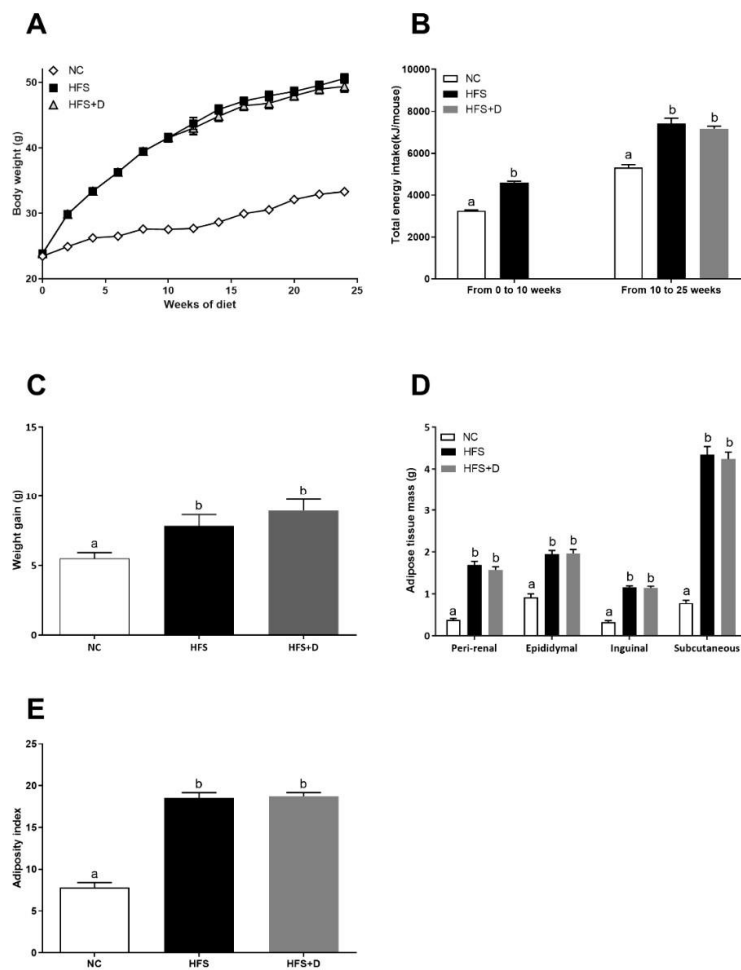 A
NC
HFS
HFS+D
Body weight (g)
50
40
30
20
0 5 10 15 20 25
Weeks of diet
B
NC
HFS
HFS+D
Total energy intake(kJ/mouse)
10000
8000
6000
4000
2000
0
a b a b b
From 0 to 10 weeks From 10 to 25 weeks
C
Weight gain (g)
15
10
5
0
a b b
NC HFS HFS+D
D
NC
HFS
HFS+D
Adipose tissue mass (g)
5
4
3
2
1
0
a b b a b b a b b a b b
Peri-renal Epididymal Inguinal Subcutaneous
E
Adiposity index
25
20
15
10
5
0
a b b
NC HFS HFS+D